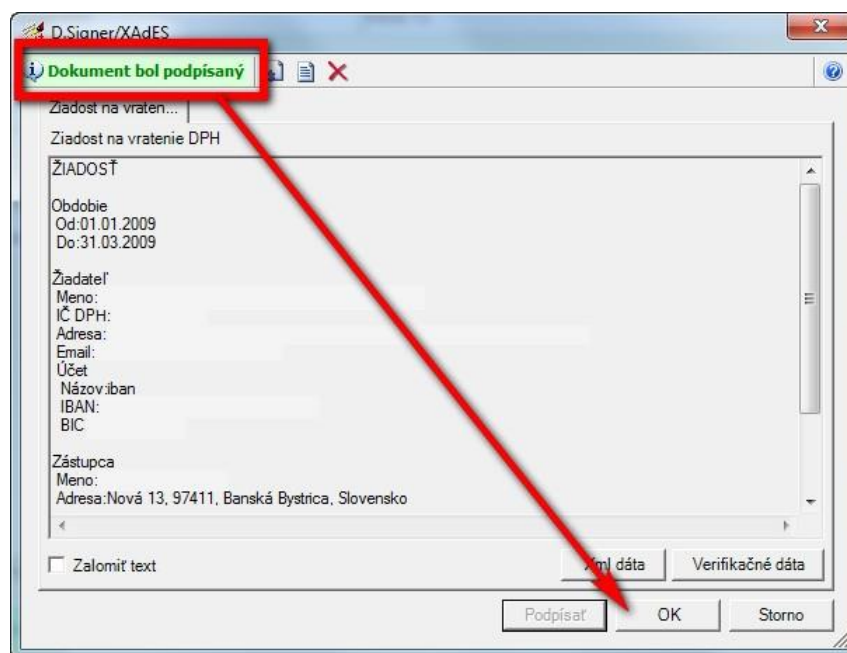 D.Signer/XAdES
Dokument bol podpísaný
Ziadost na vraten...
Ziadost na vratenie DPH
ŽIADOSŤ
Obdobie
Od:01.01.2009
Do:31.03.2009
Žiadateľ
Meno:
IČ DPH:
Adresa:
Email:
Účet
Názov:iban
IBAN:
BIC
Zástupca
Meno:
Adresa:Nová 13, 97411, Banská Bystrica, Slovensko
Zalomiť text
Xml dáta
Verifikačné dáta
Podpísať
OK
Storno